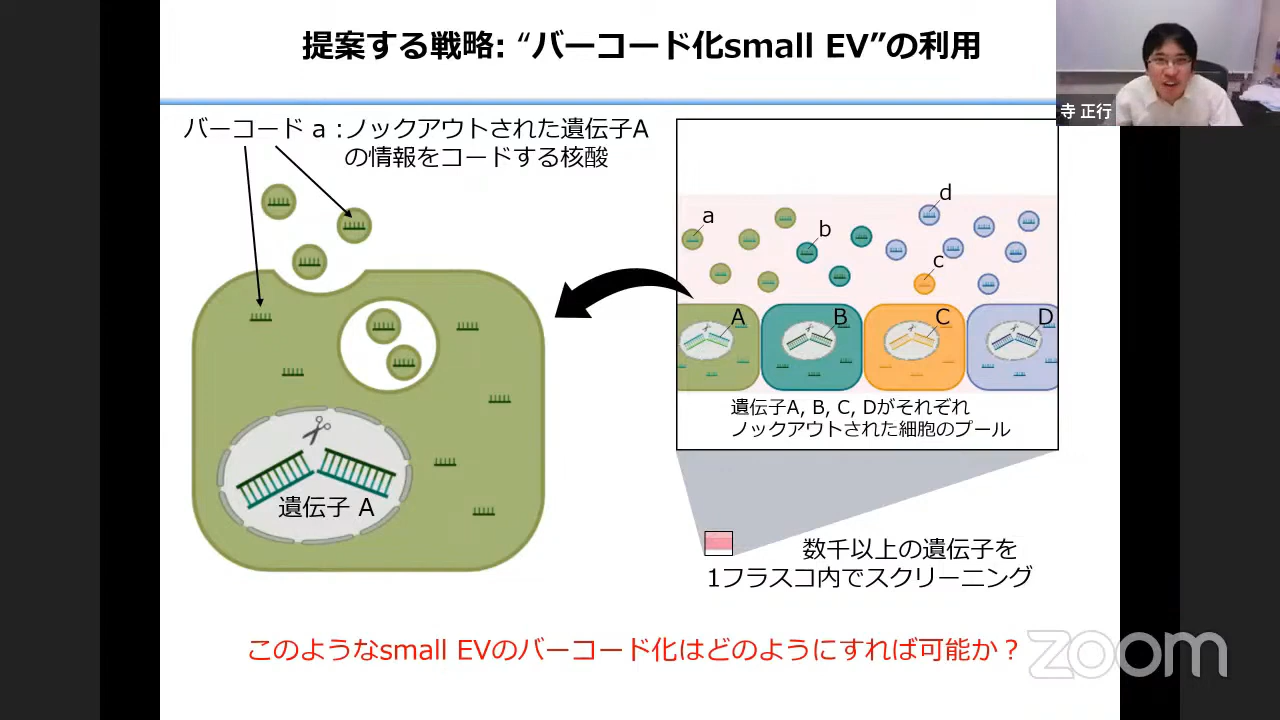 提案する戦略: “バーコード化small EV”の利用
寺 正行
バーコード a :ノックアウトされた遺伝子A
の情報をコードする核酸
遺伝子 A
a
b
c
d
A
B
C
D
遺伝子A, B, C, Dがそれぞれ
ノックアウトされた細胞のプール
数千以上の遺伝子を
1フラスコ内でスクリーニング
このようなsmall EVのバーコード化はどのようにすれば可能か？
zoom